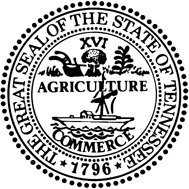 THE GREAT SEAL OF THE STATE OF TENNESSEE
XVI
AGRICULTURE
COMMERCE
1796